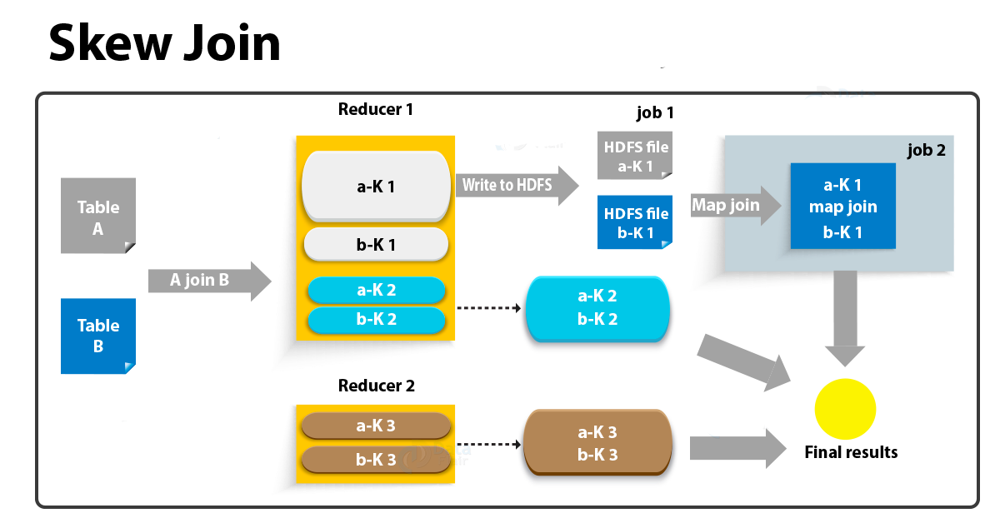 Skew Join
Reducer 1
job 1
a-K 1
b-K 1
a-K 2
b-K 2
Write to HDFS
HDFS file
a-K 1
HDFS file
b-K 1
Map join
job 2
a-K 1
map join
b-K 1
Table
A
Table
B
A join B
a-K 2
b-K 2
Reducer 2
a-K 3
b-K 3
a-K 3
b-K 3
Final results